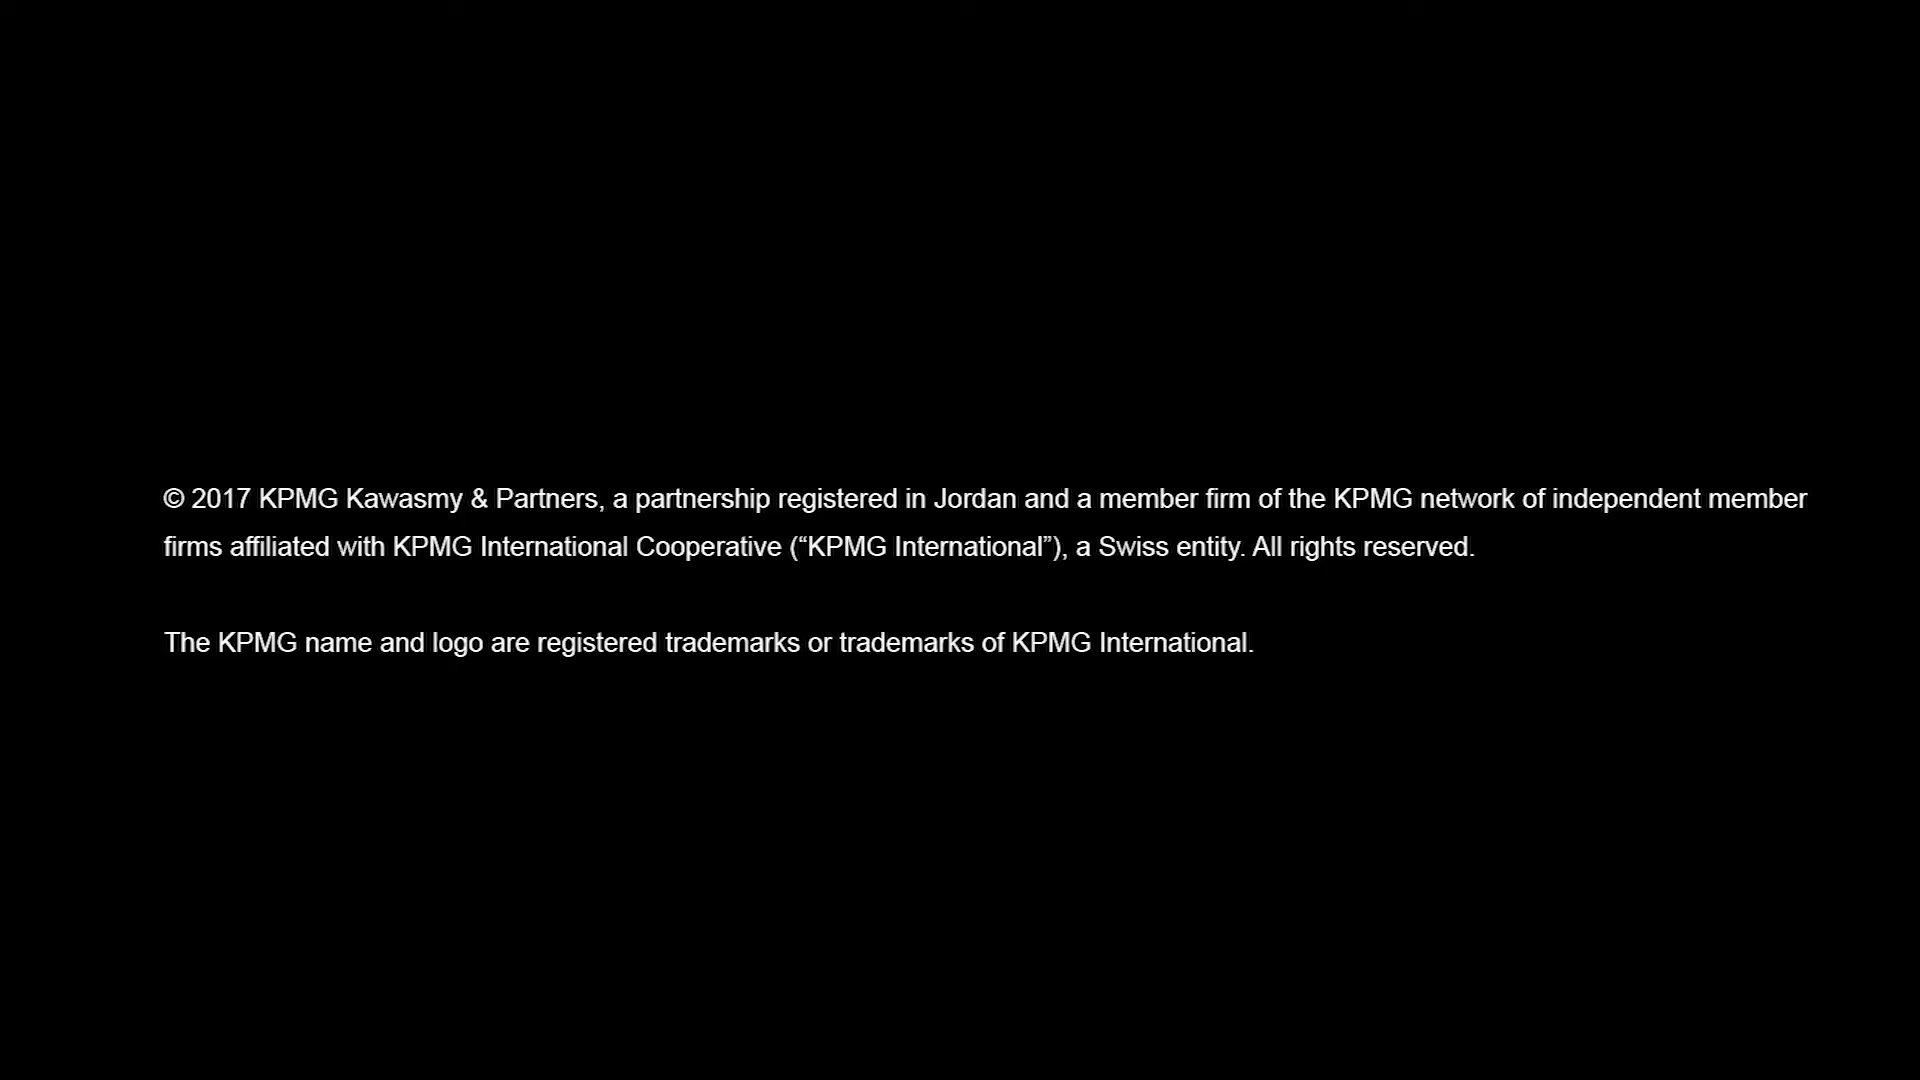 © 2017 KPMG Kawasmy & Partners, a partnership registered in Jordan and a member firm of the KPMG network of independent member
firms affiliated with KPMG International Cooperative (“KPMG International”), a Swiss entity. All rights reserved.
The KPMG name and logo are registered trademarks or trademarks of KPMG International.